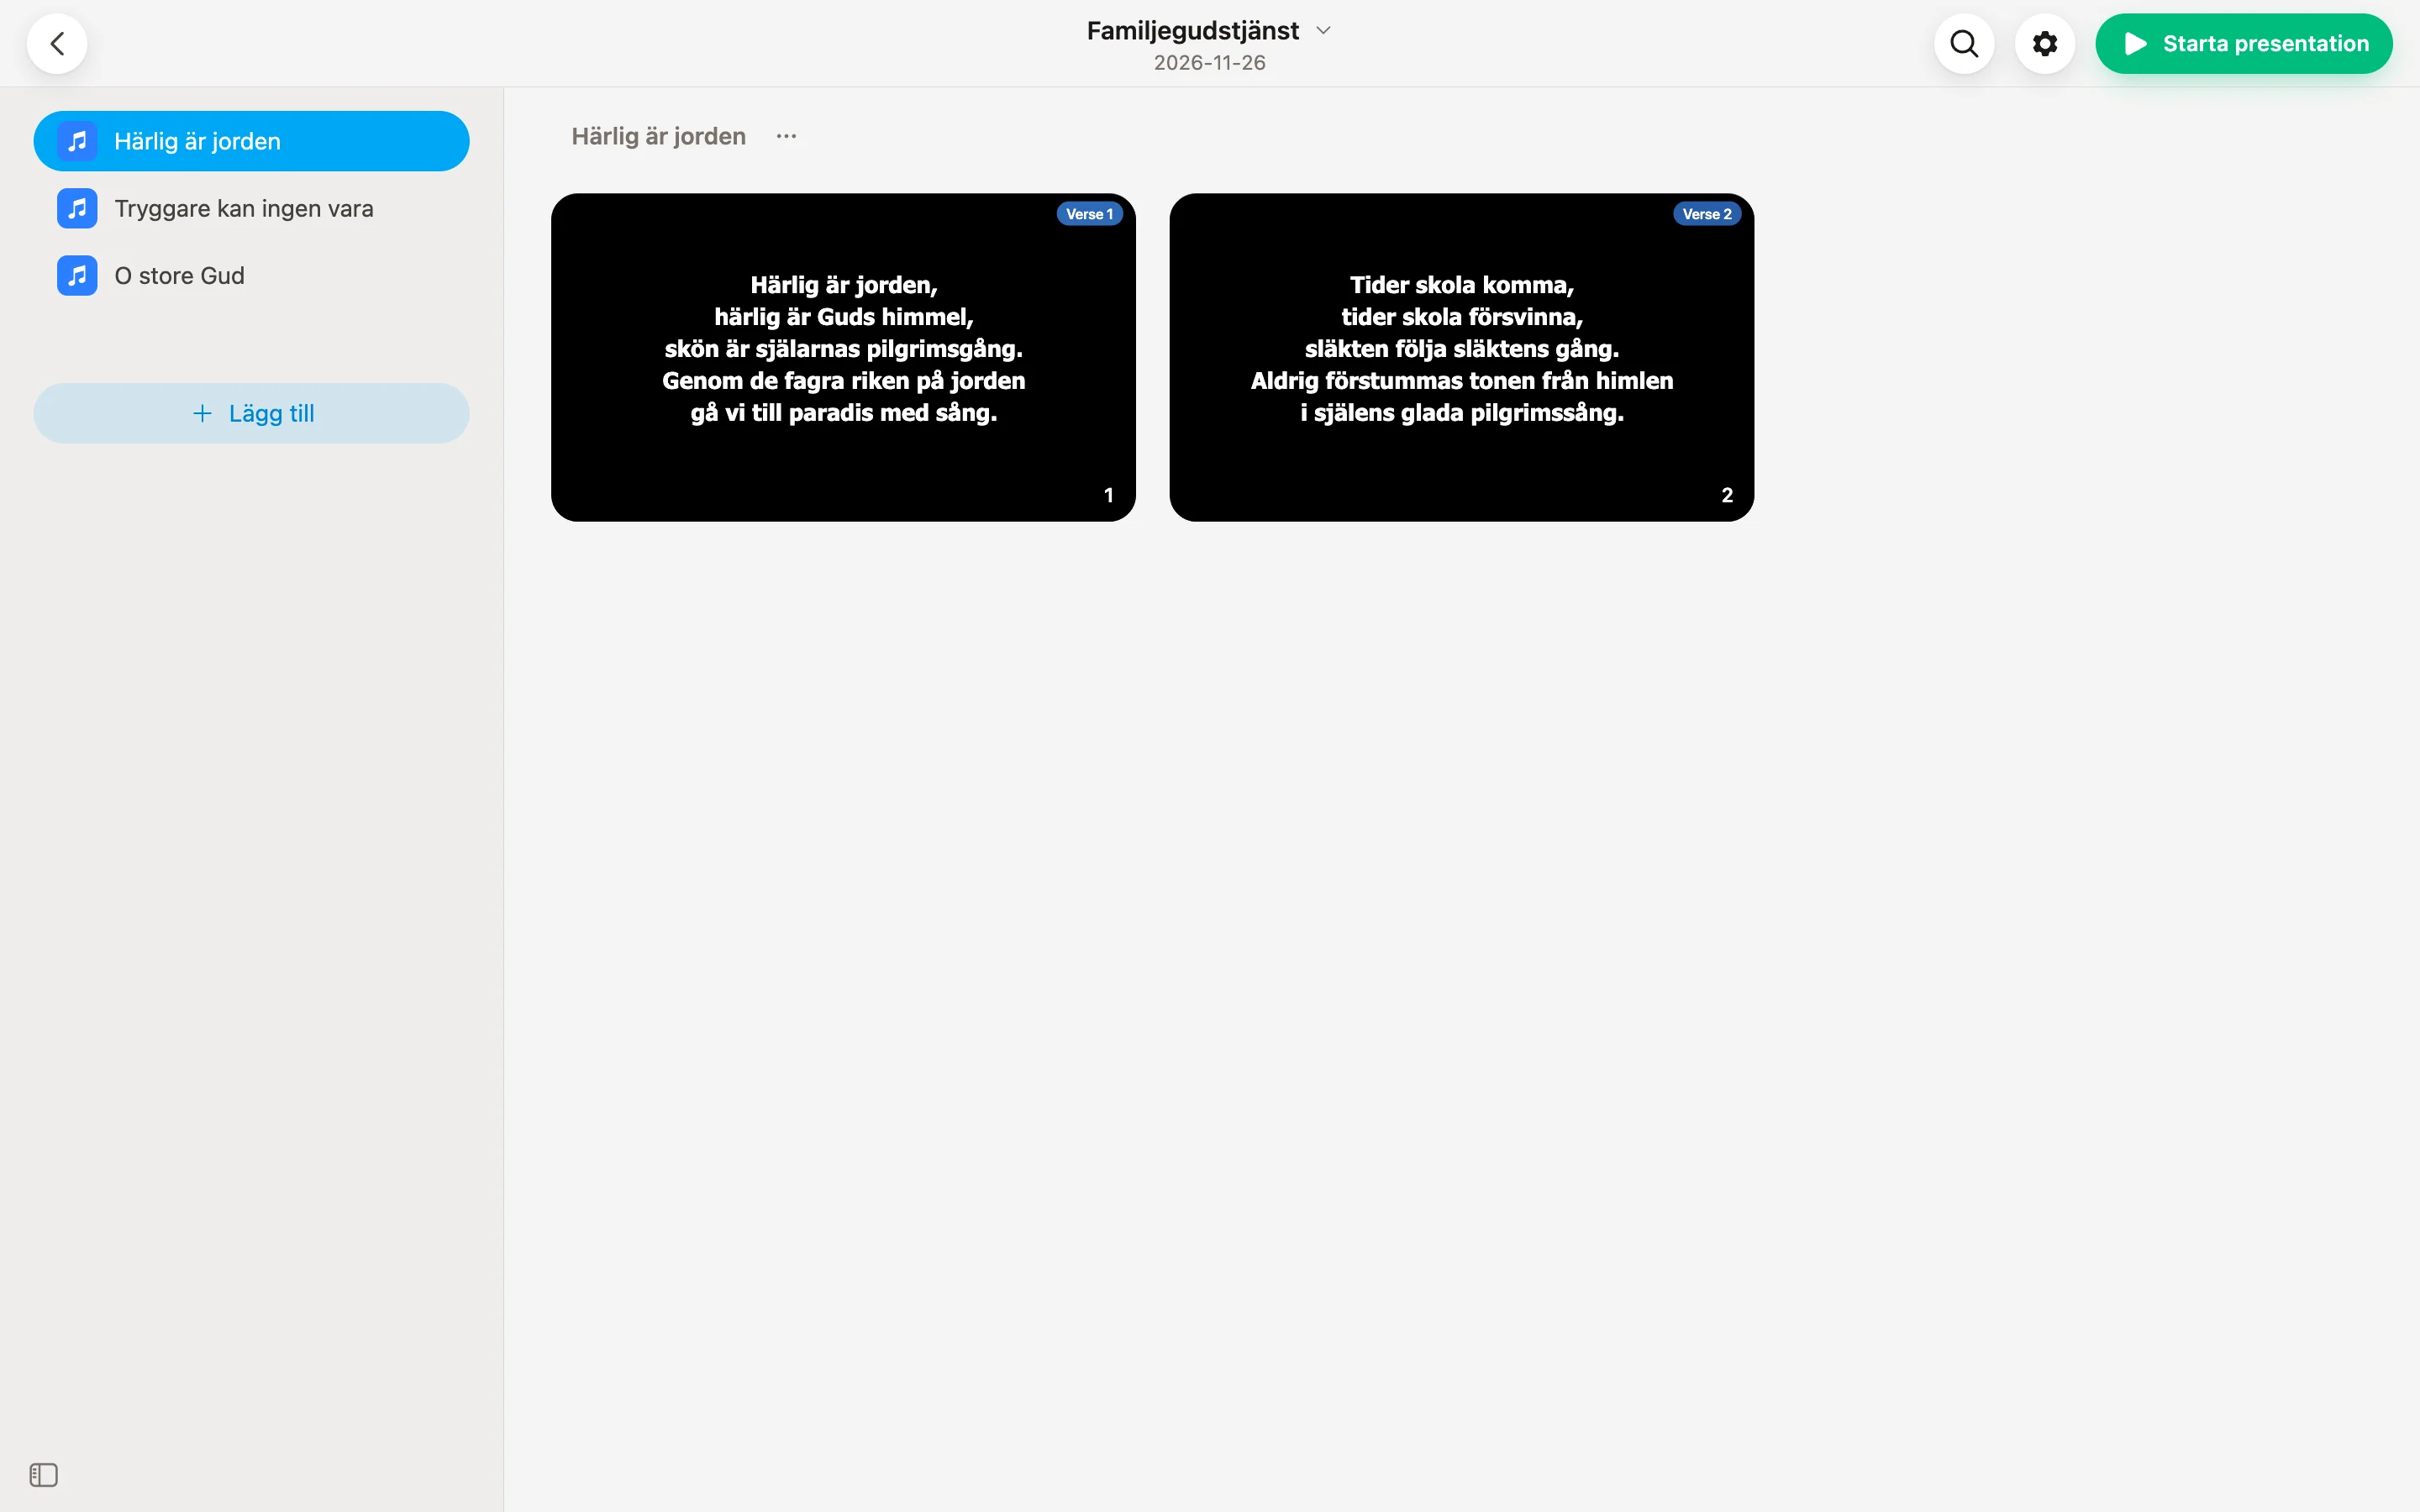 Familjegudstjänst
2026-11-26
Starta presentation
Härlig är jorden
Tryggare kan ingen vara
O store Gud
Lägg till
Härlig är jorden
Verse 1
Härlig är jorden,
härlig är Guds himmel,
skön är själarnas pilgrimsgång.
Genom de fagra riken på jorden
gå vi till paradis med sång.
1
Verse 2
Tider skola komma,
tider skola försvinna,
släkten följa släktens gång.
Aldrig förstummas tonen från himlen
i själens glada pilgrimssång.
2